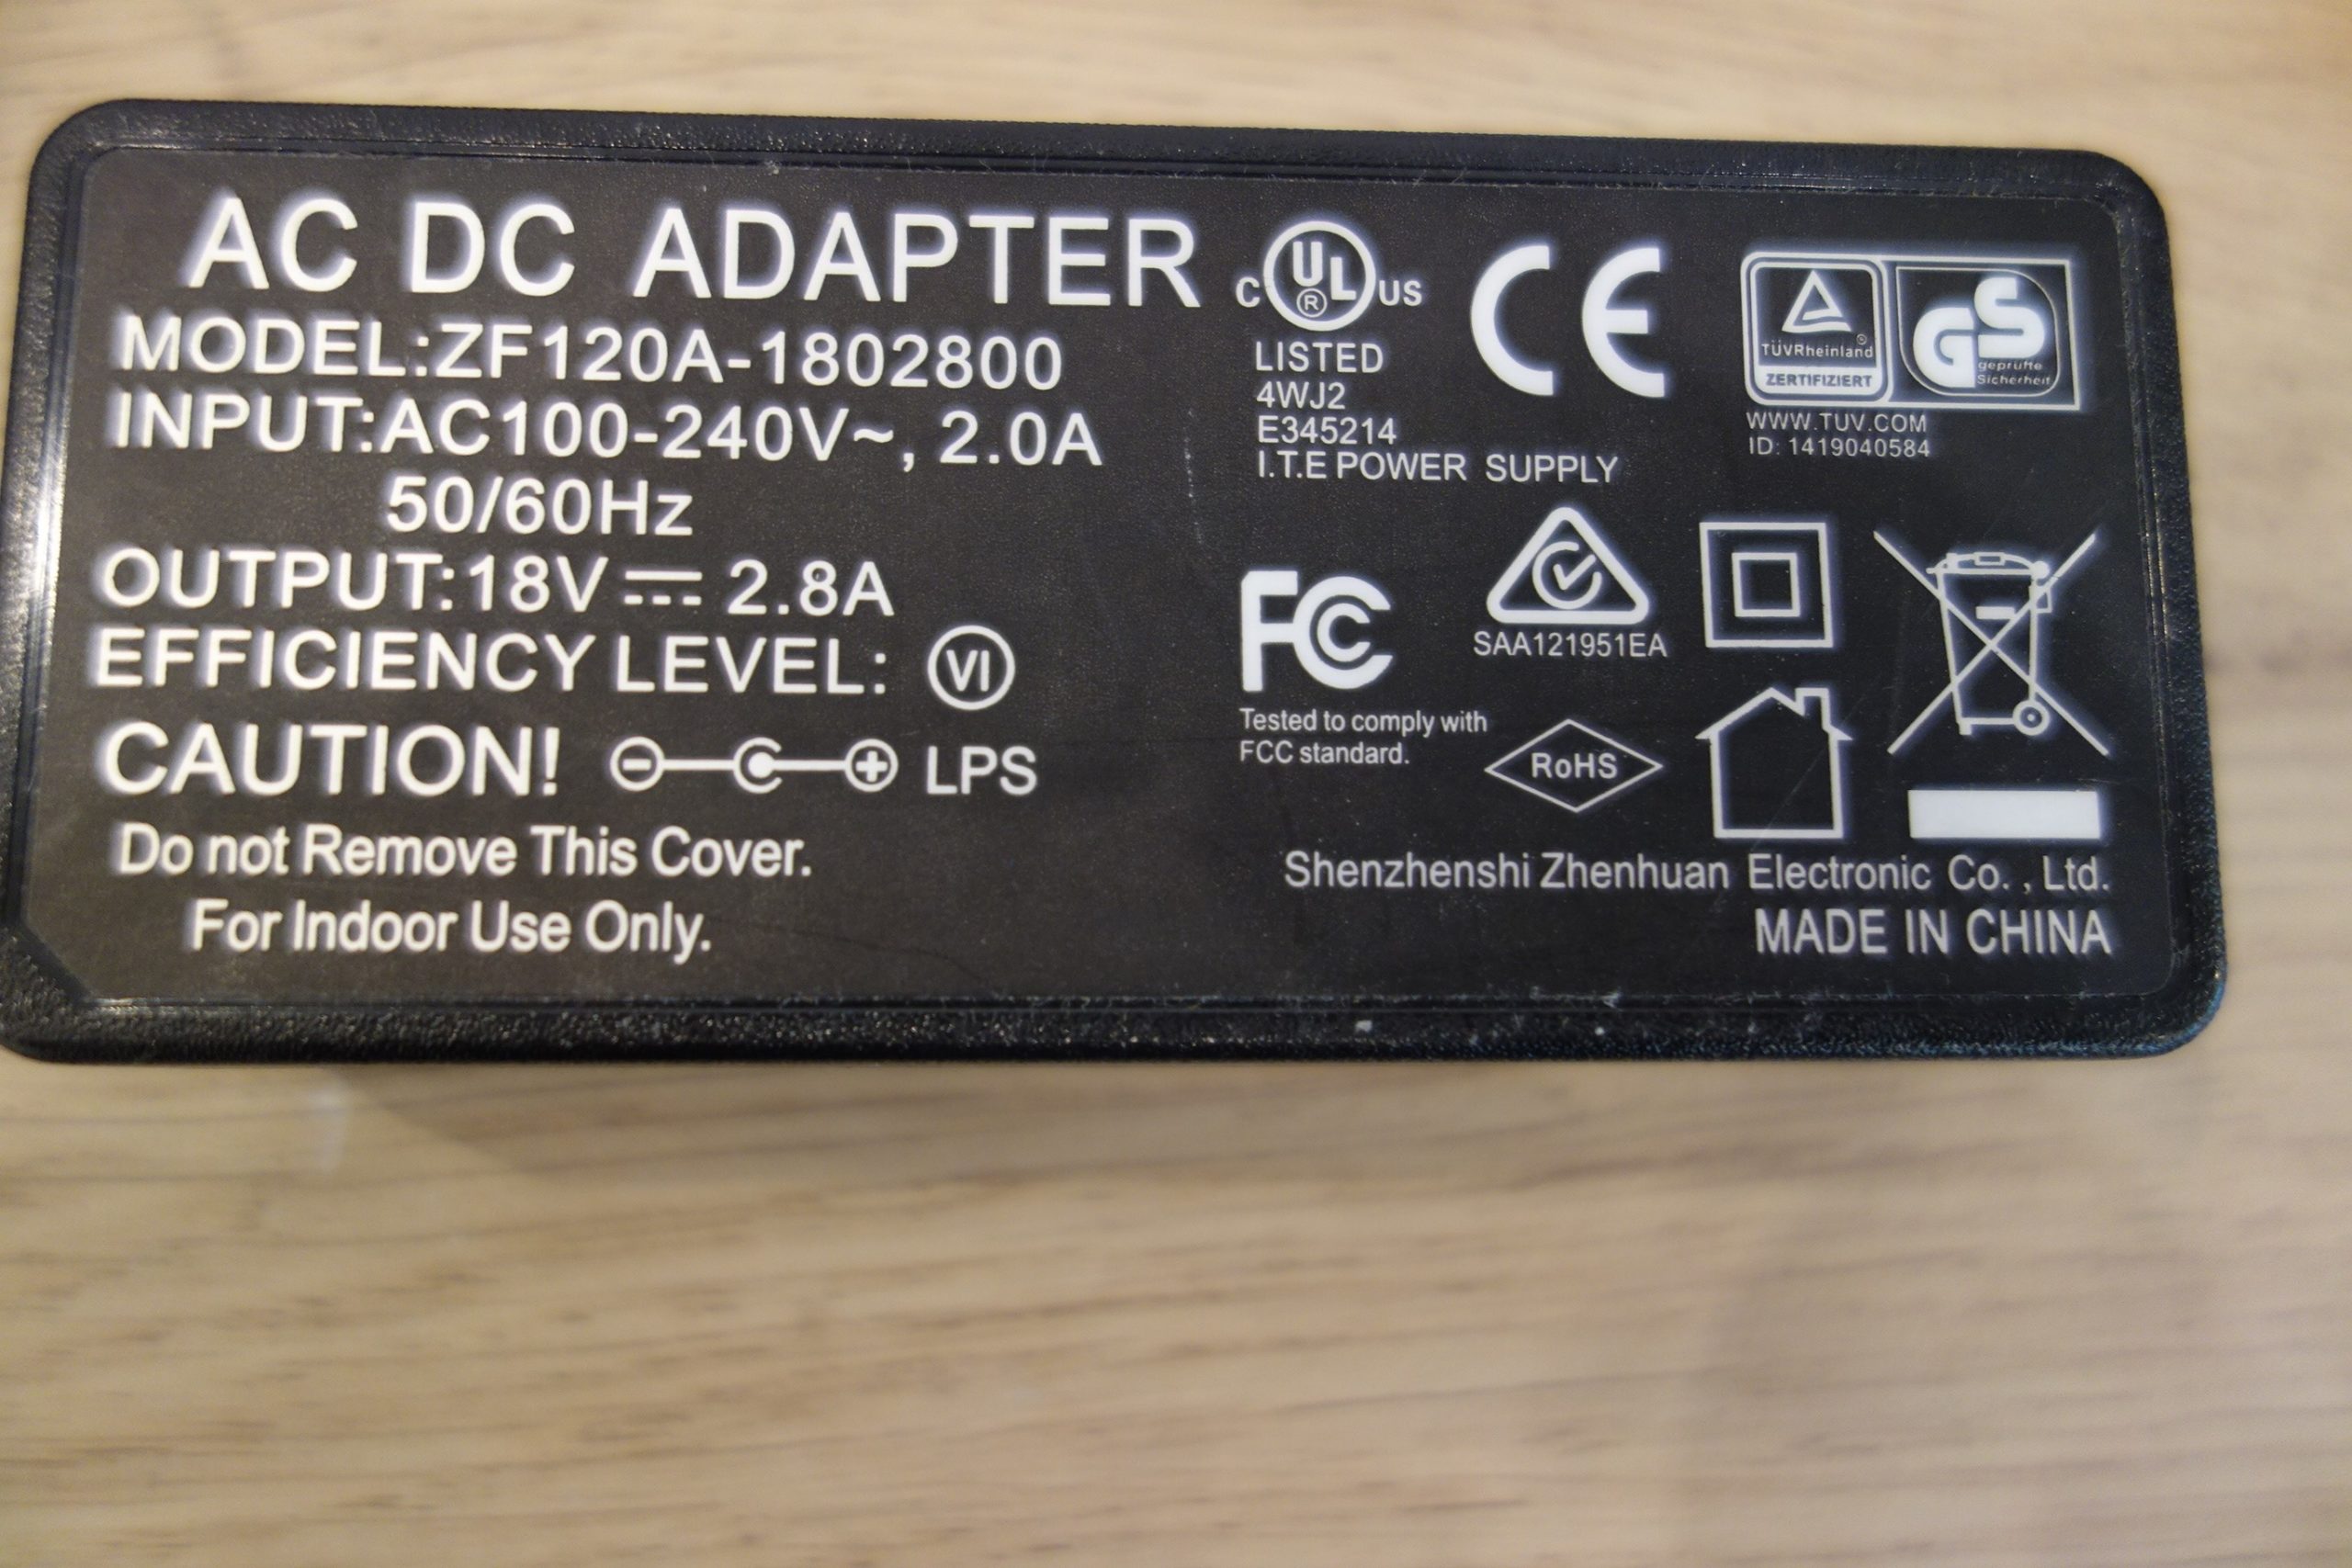 AC DC ADAPTER
MODEL:ZF120A-1802800
INPUT:AC100-240V~, 2.0A
50/60Hz
OUTPUT:18V⎓2.8A
EFFICIENCY LEVEL: VI
CAUTION! LPS
Do not Remove This Cover.
For Indoor Use Only.
C UL® US
LISTED
4WJ2
E345214
I.T.E POWER SUPPLY
CE
TÜVRheinland®
ZERTIFIZIERT
GS
geprüfte
Sicherheit
WWW.TUV.COM
ID: 1419040584
FC
Tested to comply with
FCC standard.
SAA121951EA
RoHS
Shenzhenshi Zhenhuan Electronic Co. , Ltd.
MADE IN CHINA